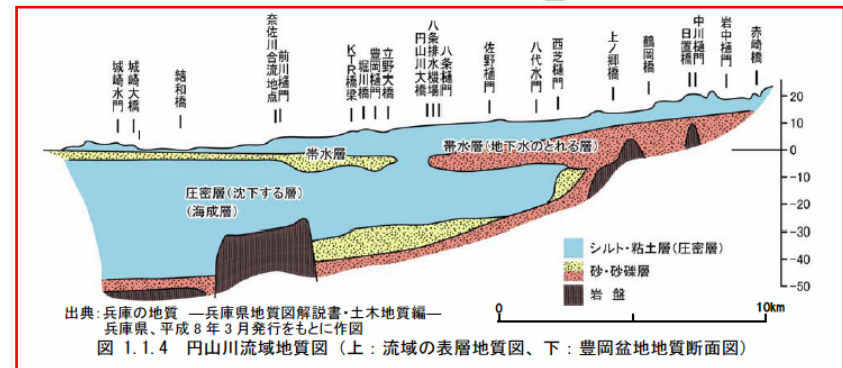 城崎水門
城崎大橋
結和橋
奈佐川合流地点
前川樋門
KTR橋梁
堀川橋
豊岡樋門
立野大橋
円山川大橋
八条排水機場
八条樋門
佐野樋門
八代水門
西芝樋門
上ノ郷橋
鶴岡橋
日置橋
中川樋門
岩中樋門
赤崎橋
20
10
0
-10
-20
-30
-40
-50
帯水層
帯水層(地下水のとれる層)
圧密層(沈下する層)
(海成層)
シルト・粘土層(圧密層)
砂・砂礫層
岩 盤
0 10km
出典:兵庫の地質 ―兵庫県地質図解説書・土木地質編―
兵庫県、平成8年3月発行をもとに作図
図 1.1.4 円山川流域地質図(上:流域の表層地質図、下:豊岡盆地地質断面図)